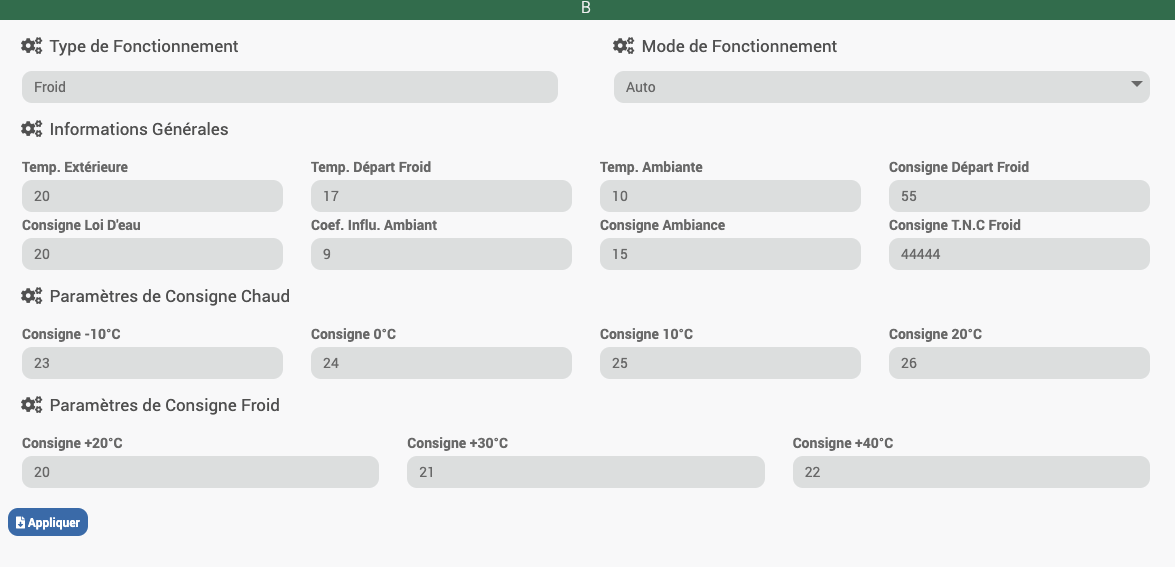 B
Type de Fonctionnement Mode de Fonctionnement
Froid Auto
Informations Générales
Temp. Extérieure Temp. Départ Froid Temp. Ambiante Consigne Départ Froid
20 17 10 55
Consigne Loi D'eau Coef. Influ. Ambiant Consigne Ambiance Consigne T.N.C Froid
20 9 15 44444
Paramètres de Consigne Chaud
Consigne -10°C Consigne 0°C Consigne 10°C Consigne 20°C
23 24 25 26
Paramètres de Consigne Froid
Consigne +20°C Consigne +30°C Consigne +40°C
20 21 22
Appliquer